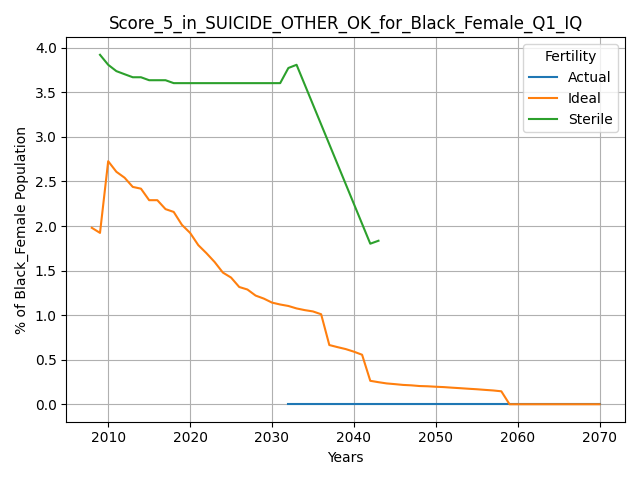 Score_5_in_SUICIDE_OTHER_OK_for_Black_Female_Q1_IQ
% of Black_Female Population
4.0
3.5
3.0
2.5
2.0
1.5
1.0
0.5
0.0
Fertility
Actual
Ideal
Sterile
2010 2020 2030 2040 2050 2060 2070
Years